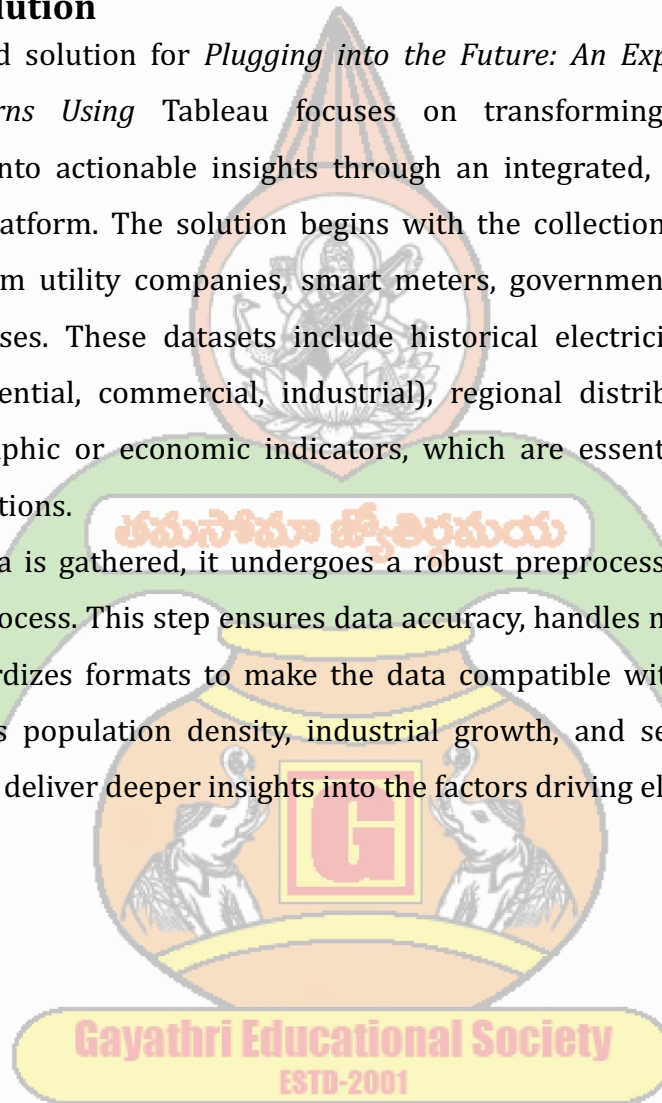 lution
d solution for Plugging into the Future: An Exp
rns Using Tableau focuses on transforming
nto actionable insights through an integrated,
atform. The solution begins with the collection
m utility companies, smart meters, governmen
ses. These datasets include historical electrici
ential, commercial, industrial), regional distrib
phic or economic indicators, which are essent
tions.
తమసోమా జ్యోతిర్గమయ
a is gathered, it undergoes a robust preprocess
ocess. This step ensures data accuracy, handles m
rdizes formats to make the data compatible wit
s population density, industrial growth, and se
deliver deeper insights into the factors driving el
G
Gayathri Educational Society
ESTD-2001